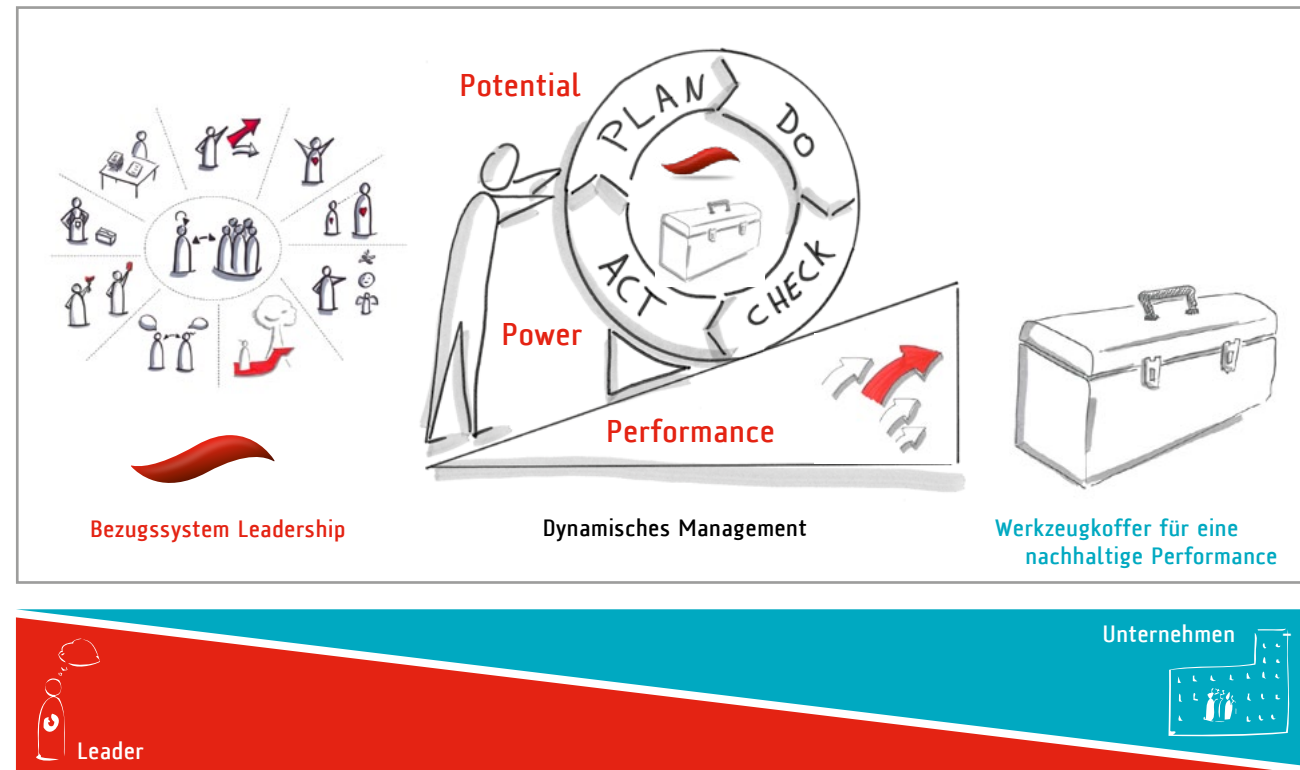 Potential
PLAN
DO
CHECK
ACT
Power
Performance
Bezugssystem Leadership
Dynamisches Management
Werkzeugkoffer für eine
nachhaltige Performance
Unternehmen
Leader